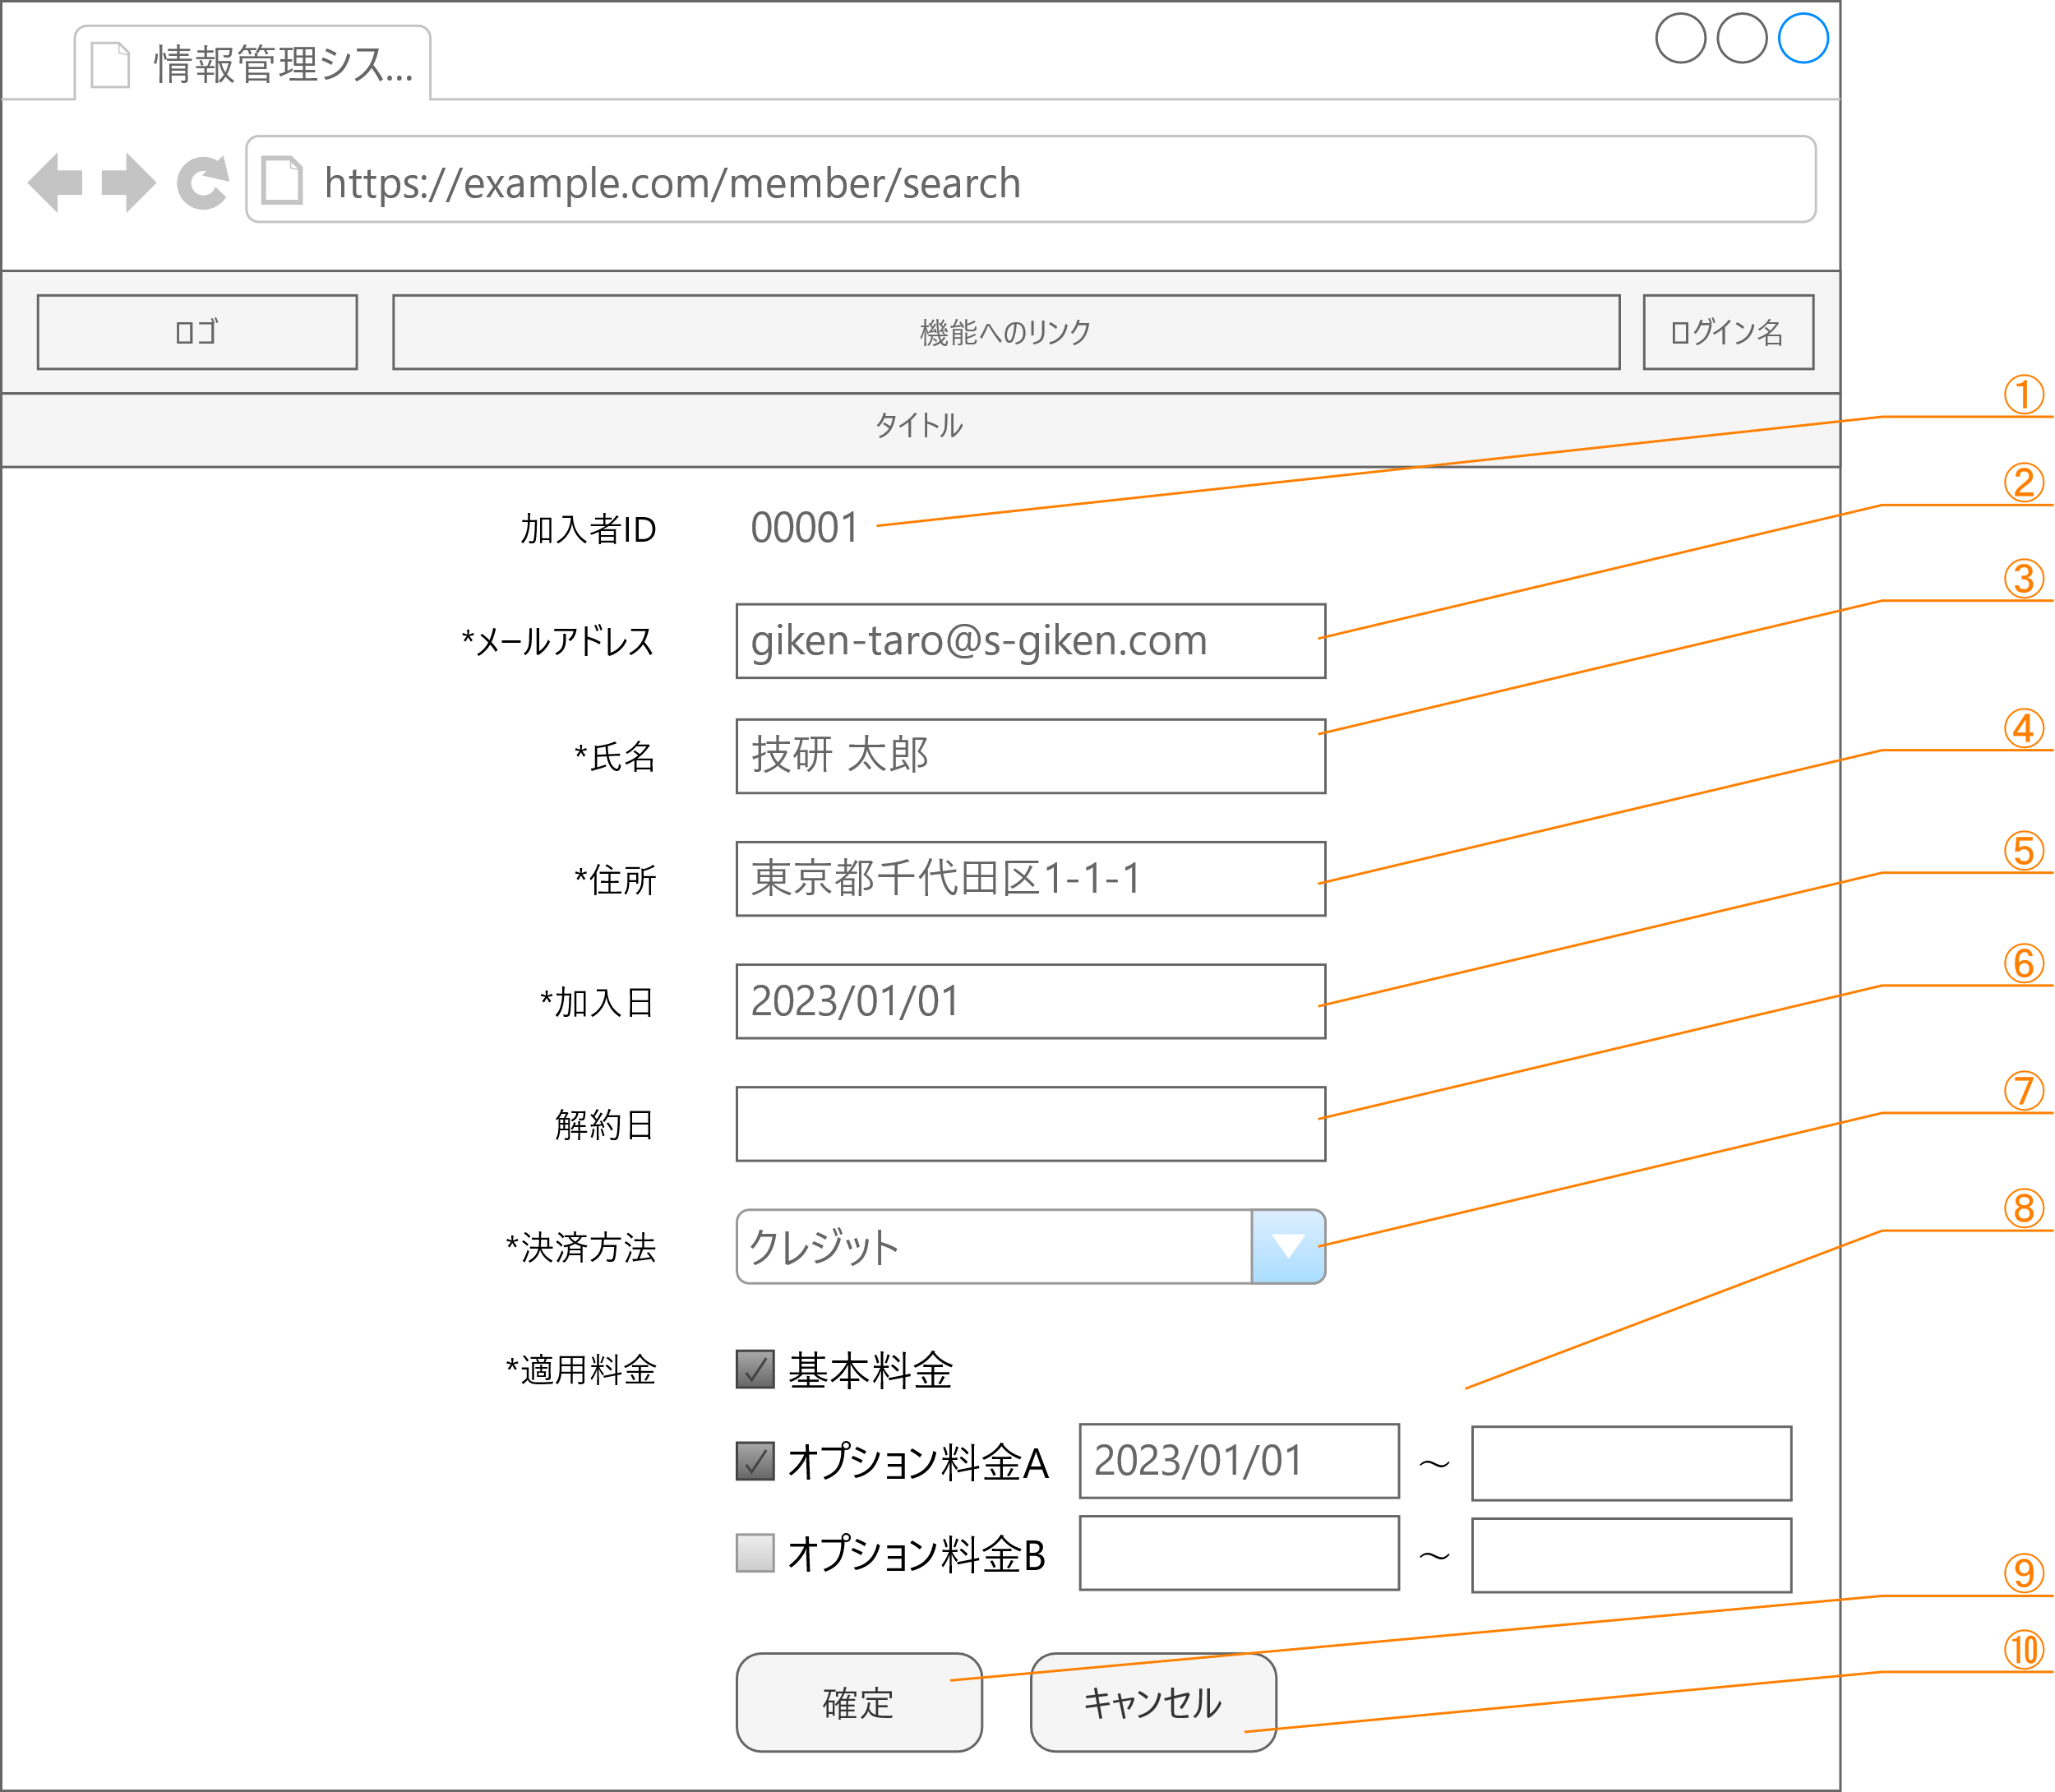 情報管理シス...
https://example.com/member/search
ロゴ 機能へのリンク ログイン名
タイトル
①
②
加入者ID 00001
③
*メールアドレス giken-taro@s-giken.com
④
*氏名 技研 太郎
⑤
*住所 東京都千代田区1-1-1
⑥
*加入日 2023/01/01
⑦
解約日
⑧
*決済方法 クレジット
*適用料金 基本料金
オプション料金A 2023/01/01 ～
オプション料金B ～
⑨
⑩
確定 キャンセル